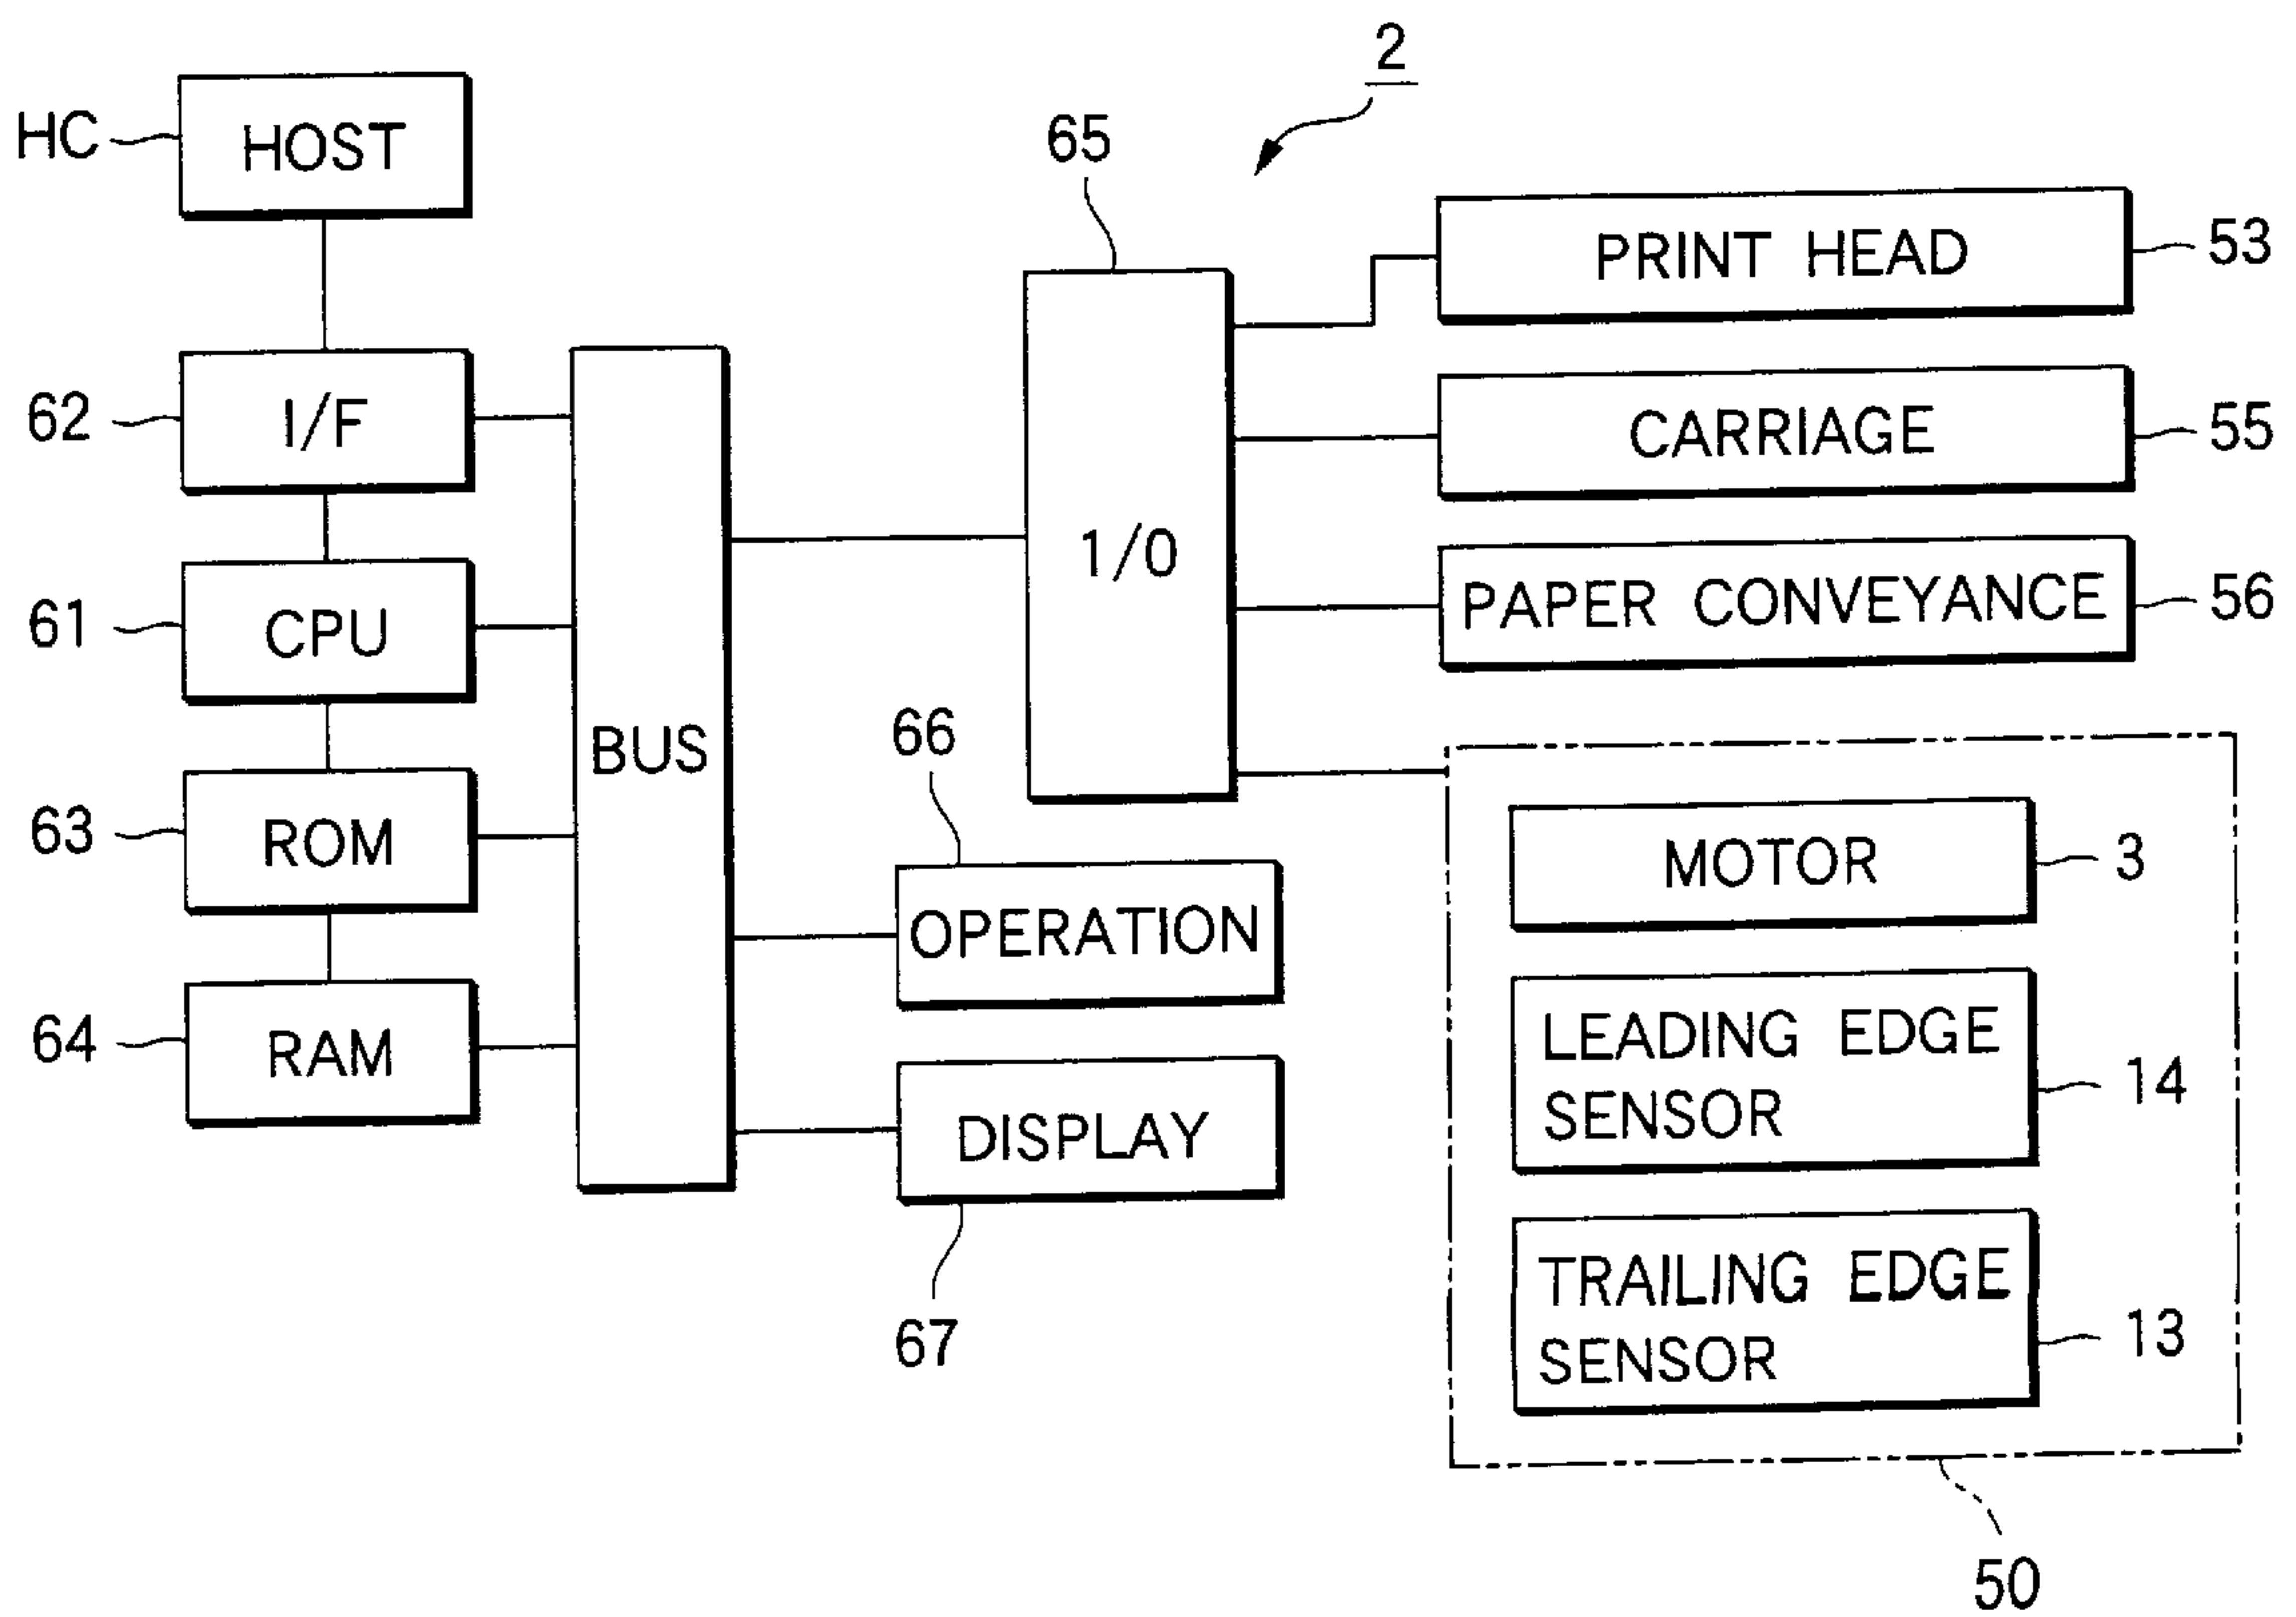 2
HC
HOST
65
PRINT HEAD
53
62
I/F
CARRIAGE
55
1/0
61
CPU
PAPER CONVEYANCE
56
BUS
66
63
ROM
MOTOR
3
OPERATION
64
RAM
LEADING EDGE
SENSOR
14
DISPLAY
TRAILING EDGE
SENSOR
13
67
50